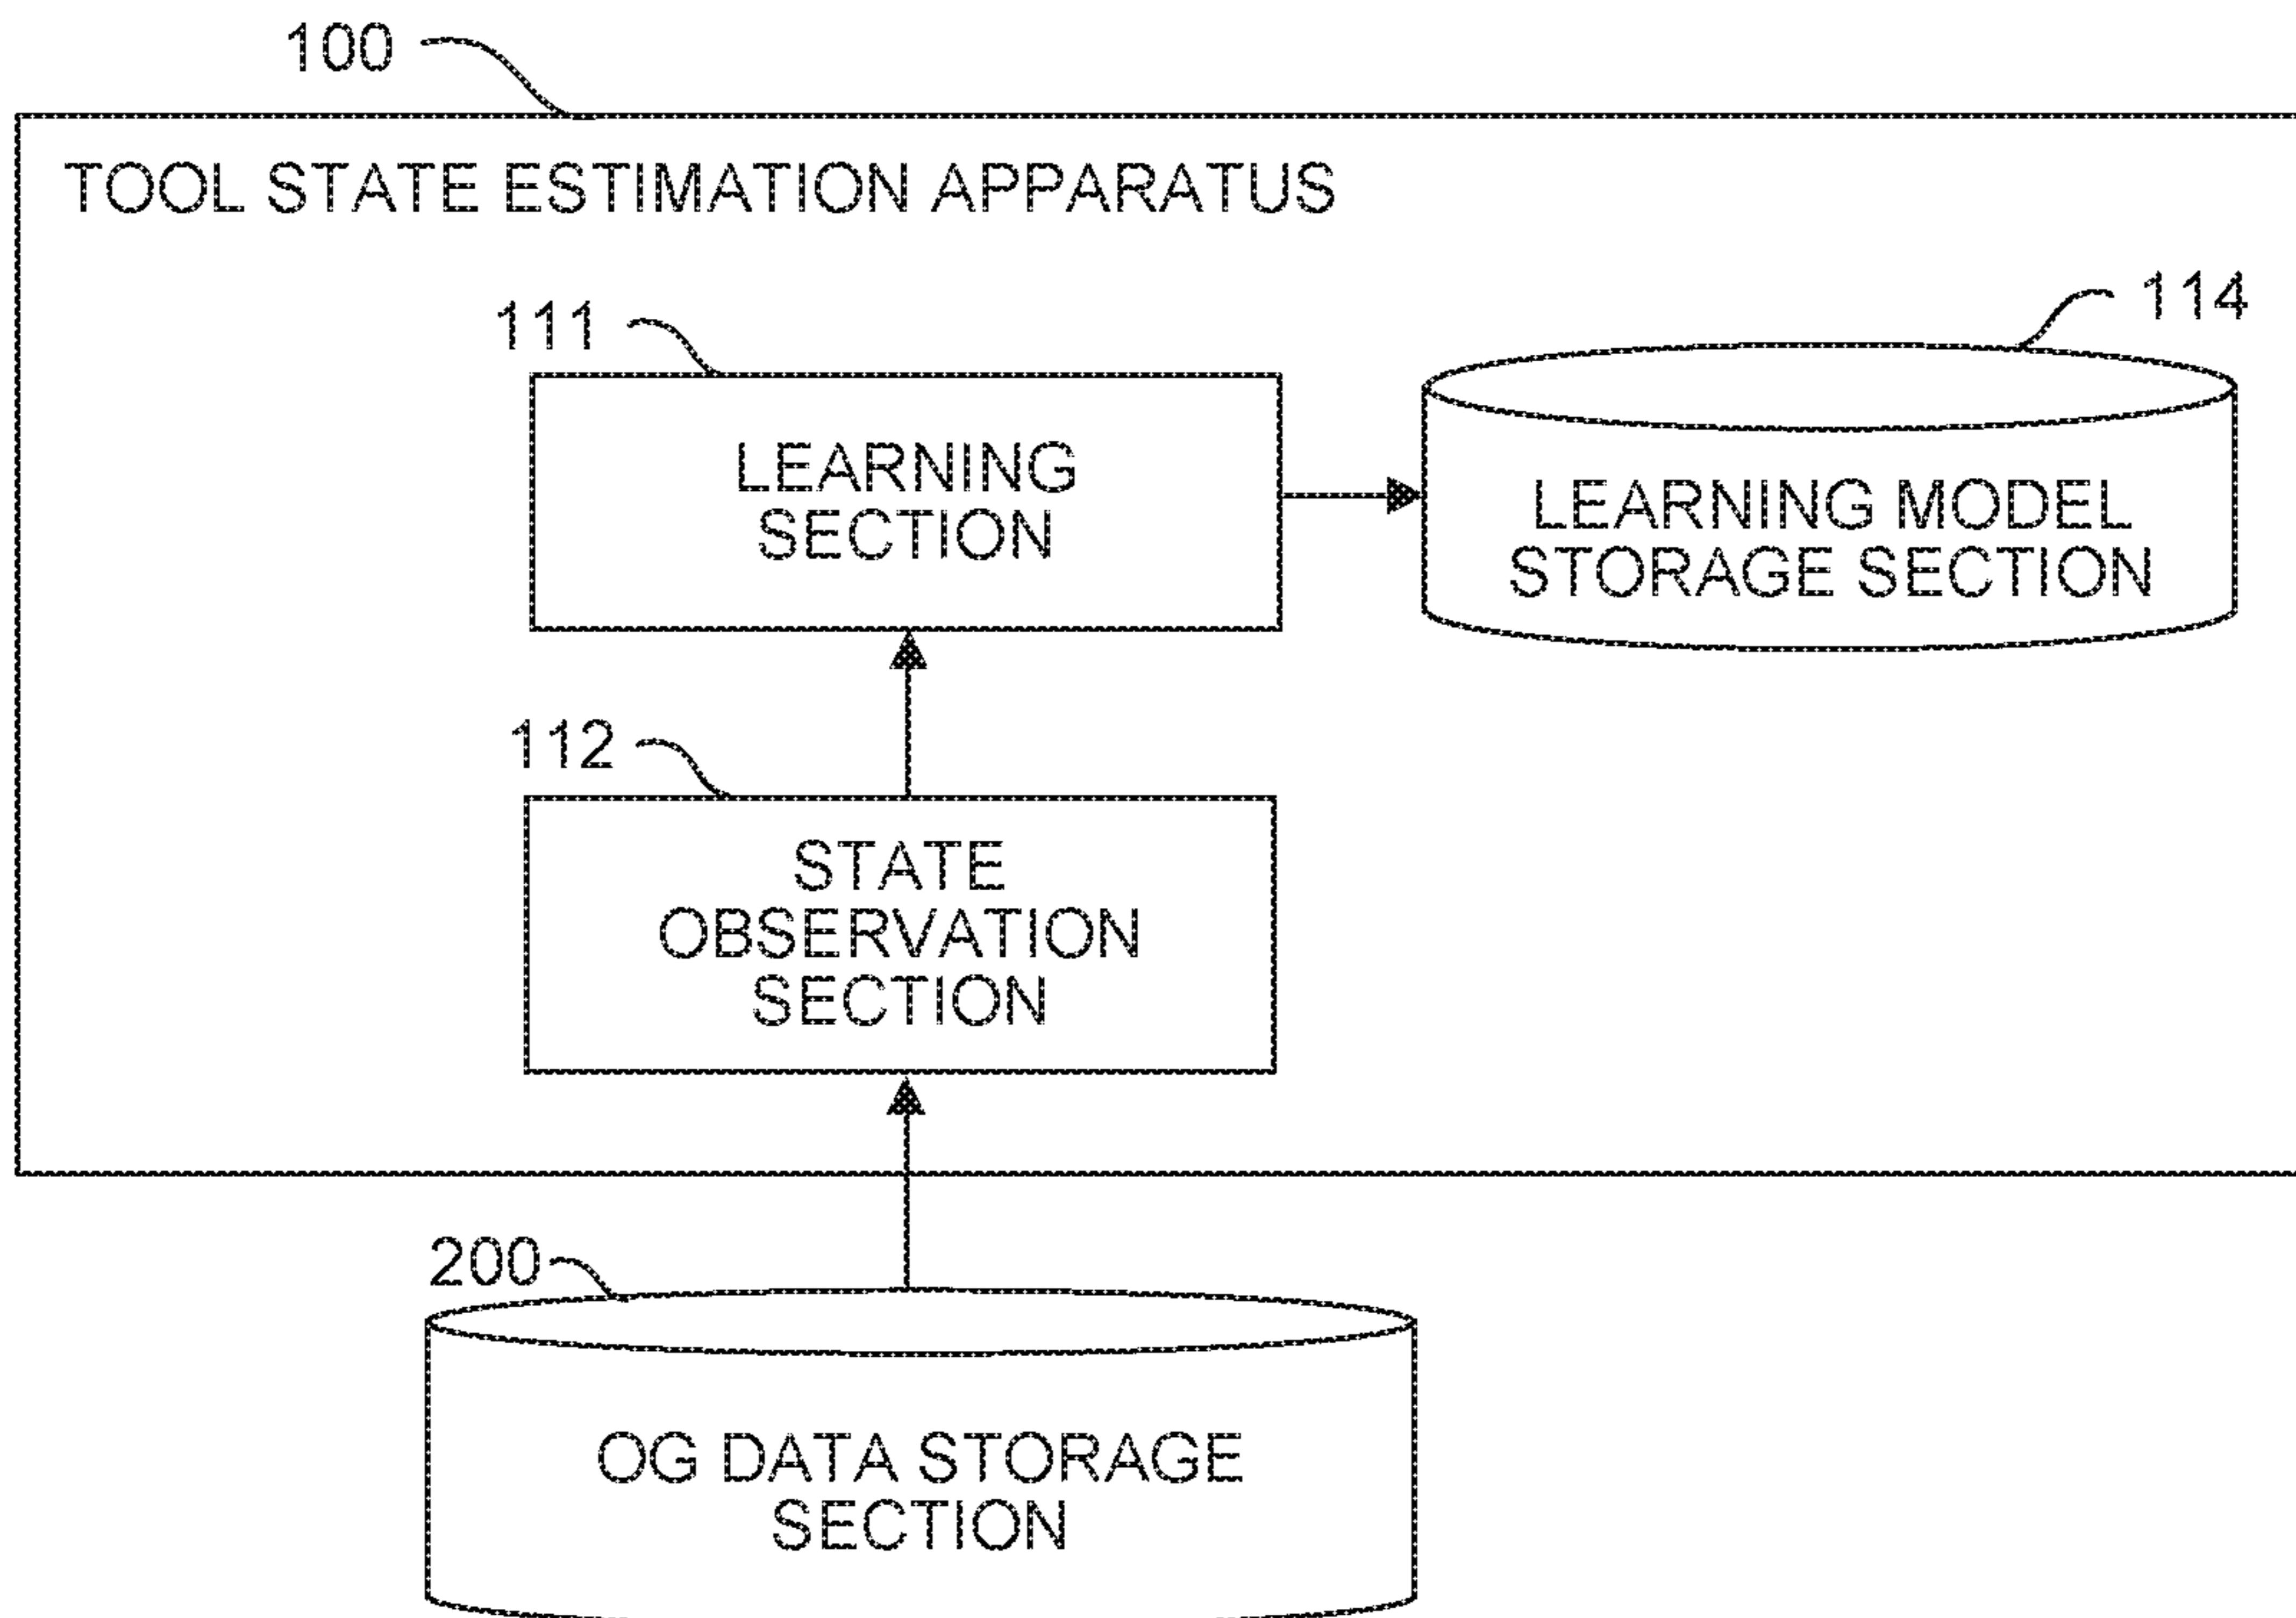 100
TOOL STATE ESTIMATION APPARATUS
111
114
LEARNING
SECTION
LEARNING MODEL
STORAGE SECTION
112
STATE
OBSERVATION
SECTION
200
OG DATA STORAGE
SECTION